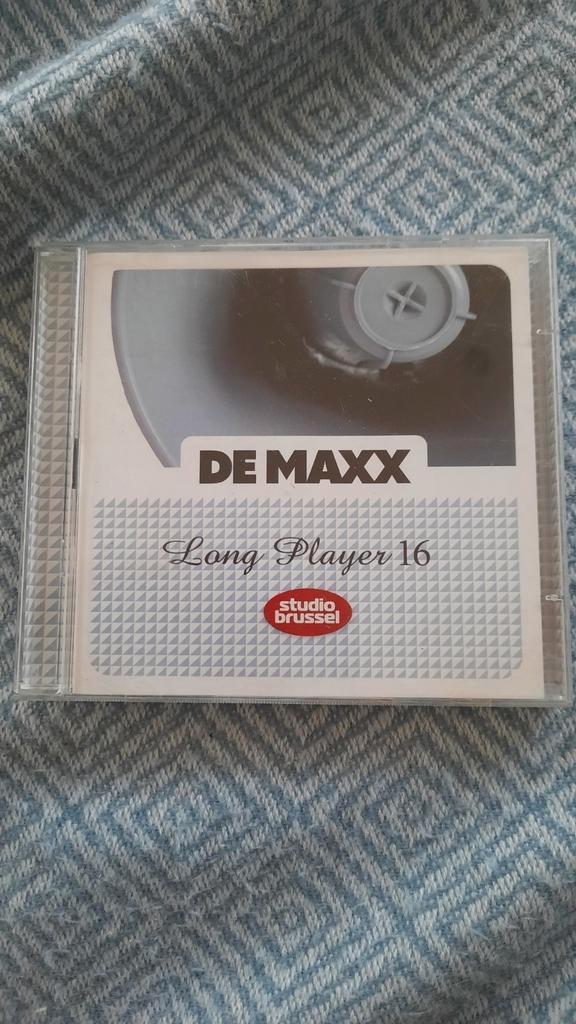 DE MAXX
Long Player 16
studio
brussel